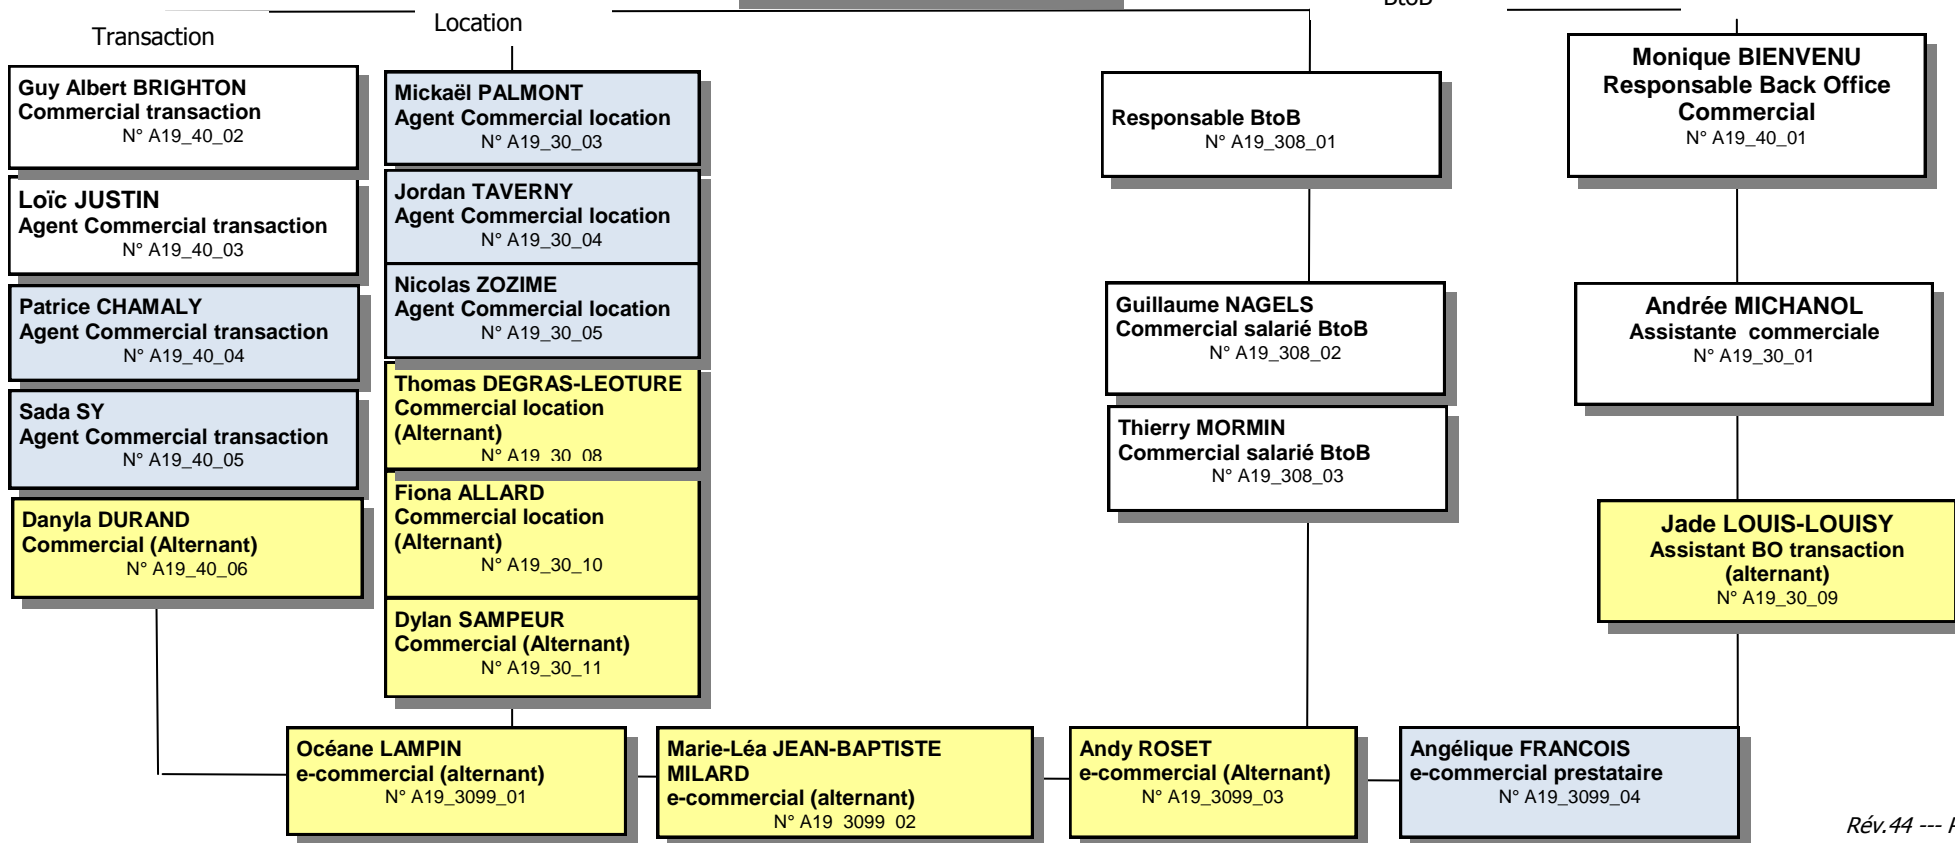 BtoB
Location
Transaction
Guy Albert BRIGHTON
Commercial transaction
N° A19_40_02
Loïc JUSTIN
Agent Commercial transaction
N° A19_40_03
Patrice CHAMALY
Agent Commercial transaction
N° A19_40_04
Sada SY
Agent Commercial transaction
N° A19_40_05
Danyla DURAND
Commercial (Alternant)
N° A19_40_06
Mickaël PALMONT
Agent Commercial location
N° A19_30_03
Jordan TAVERNY
Agent Commercial location
N° A19_30_04
Nicolas ZOZIME
Agent Commercial location
N° A19_30_05
Thomas DEGRAS-LEOTURE
Commercial location
(Alternant)
N° A19_30_08
Fiona ALLARD
Commercial location
(Alternant)
N° A19_30_10
Dylan SAMPEUR
Commercial (Alternant)
N° A19_30_11
Responsable BtoB
N° A19_308_01
Guillaume NAGELS
Commercial salarié BtoB
N° A19_308_02
Thierry MORMIN
Commercial salarié BtoB
N° A19_308_03
Monique BIENVENU
Responsable Back Office
Commercial
N° A19_40_01
Andrée MICHANOL
Assistante commerciale
N° A19_30_01
Jade LOUIS-LOUISY
Assistant BO transaction
(alternant)
N° A19_30_09
Océane LAMPIN
e-commercial (alternant)
N° A19_3099_01
Marie-Léa JEAN-BAPTISTE
MILARD
e-commercial (alternant)
N° A19_3099_02
Andy ROSET
e-commercial (Alternant)
N° A19_3099_03
Angélique FRANCOIS
e-commercial prestataire
N° A19_3099_04
Rév.44 ---